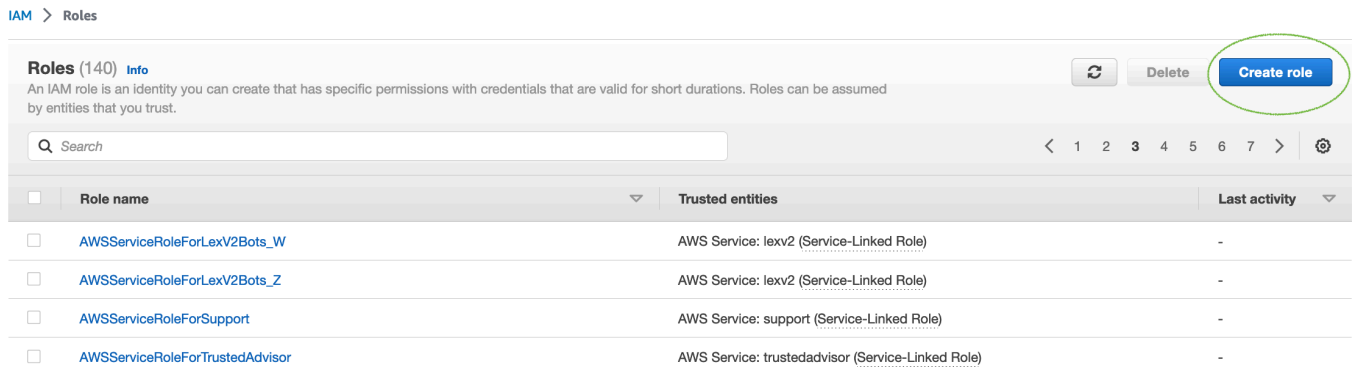 IAM > Roles
Roles (140) Info
Delete
Create role
An IAM role is an identity you can create that has specific permissions with credentials that are valid for short durations. Roles can be assumed
by entities that you trust.
Search
1 2 3 4 5 6 7
Role name Trusted entities Last activity
AWSServiceRoleForLexV2Bots_W AWS Service: lexv2 (Service-Linked Role) -
AWSServiceRoleForLexV2Bots_Z AWS Service: lexv2 (Service-Linked Role) -
AWSServiceRoleForSupport AWS Service: support (Service-Linked Role) -
AWSServiceRoleForTrustedAdvisor AWS Service: trustedadvisor (Service-Linked Role) -